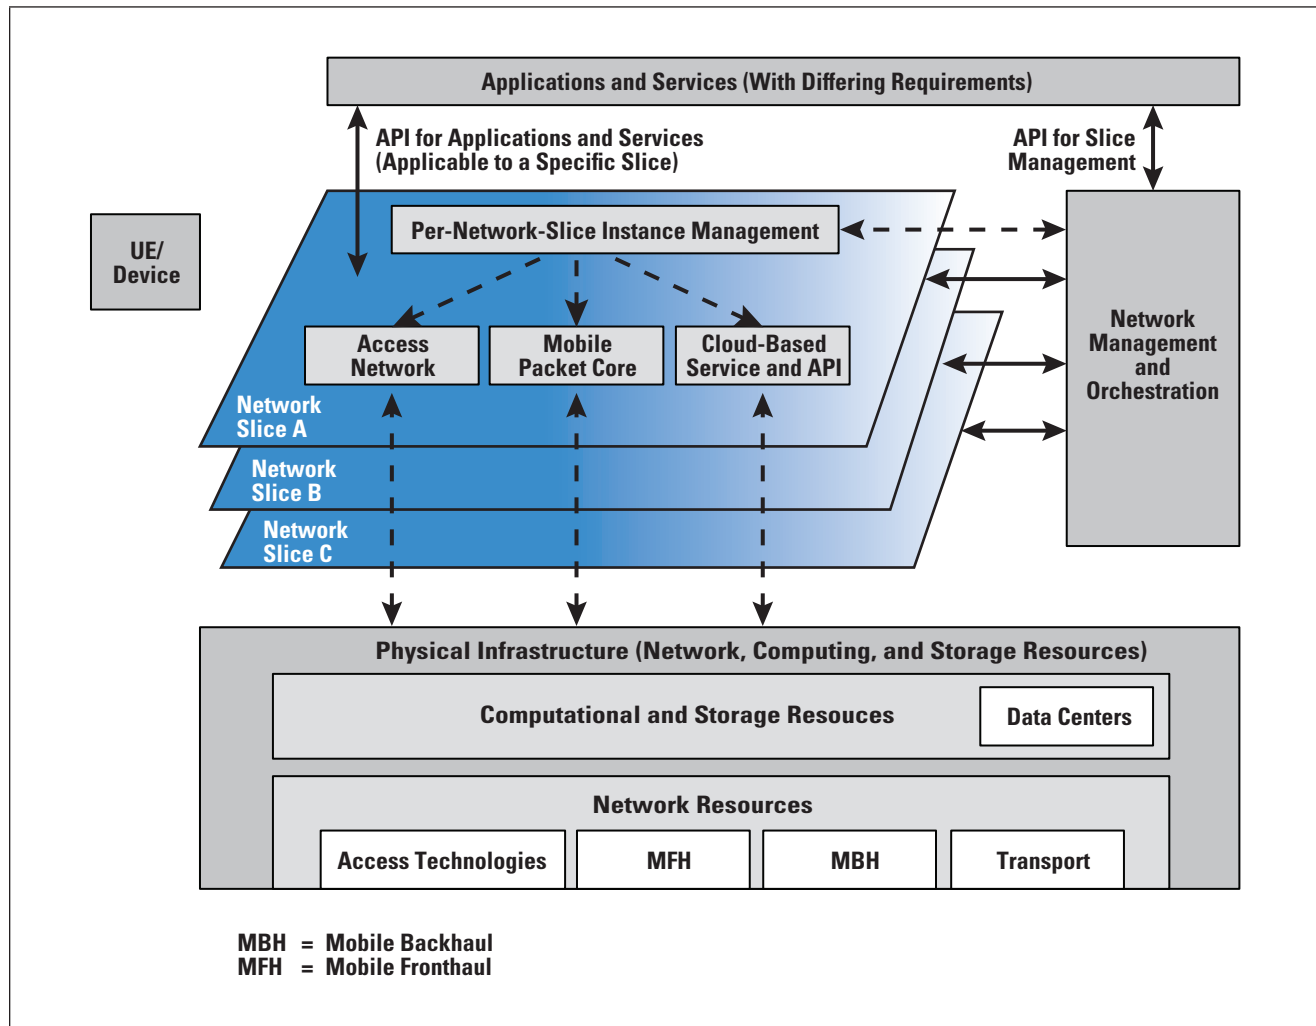 Applications and Services (With Differing Requirements)
API for Applications and Services
(Applicable to a Specific Slice)
API for Slice
Management
UE/
Device
Per-Network-Slice Instance Management
Access
Network
Mobile
Packet Core
Cloud-Based
Service and API
Network
Management
and
Orchestration
Network
Slice A
Network
Slice B
Network
Slice C
Physical Infrastructure (Network, Computing, and Storage Resources)
Computational and Storage Resouces
Data Centers
Network Resources
Access Technologies
MFH
MBH
Transport
MBH = Mobile Backhaul
MFH = Mobile Fronthaul